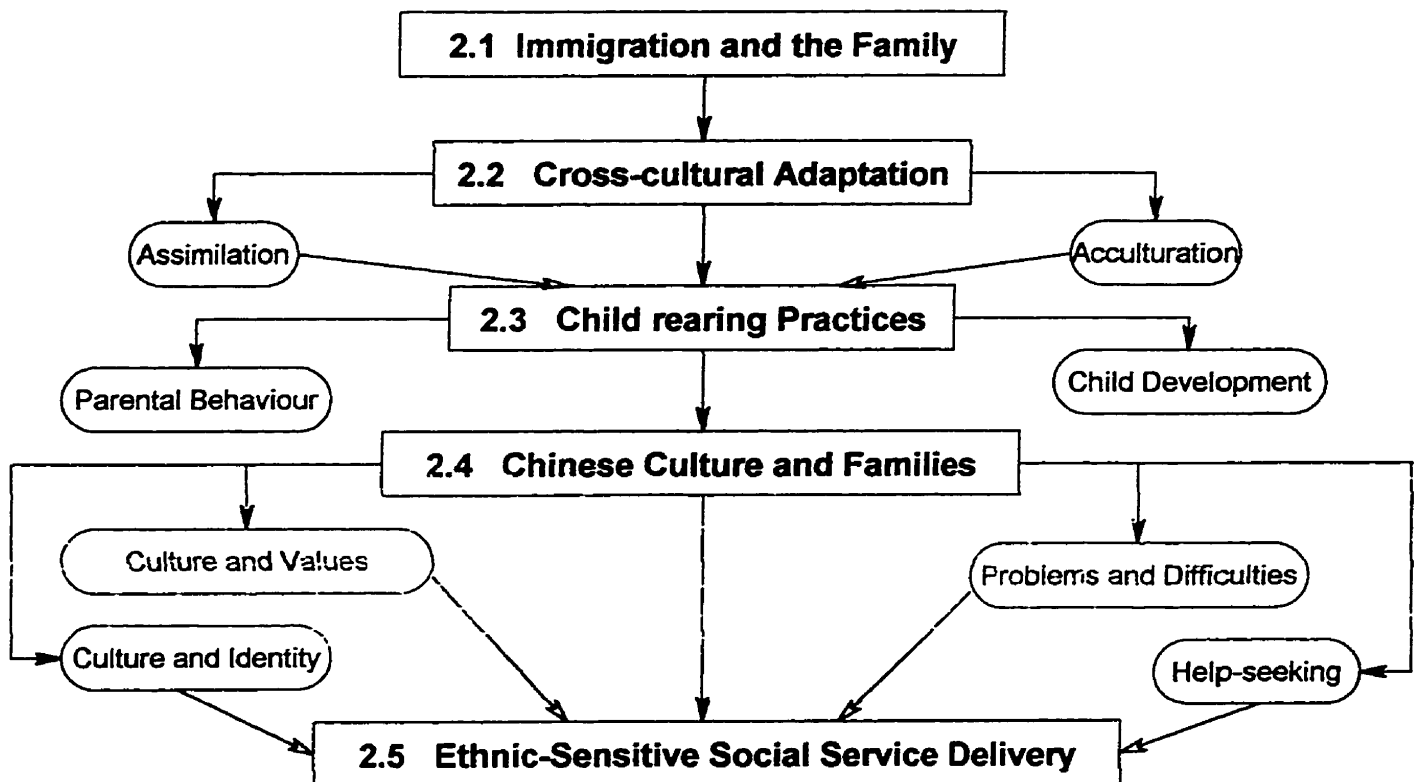 2.1 Immigration and the Family
2.2 Cross-cultural Adaptation
Assimilation
Acculturation
2.3 Child rearing Practices
Parental Behaviour
Child Development
2.4 Chinese Culture and Families
Culture and Values
Problems and Difficulties
Culture and Identity
Help-seeking
2.5 Ethnic-Sensitive Social Service Delivery